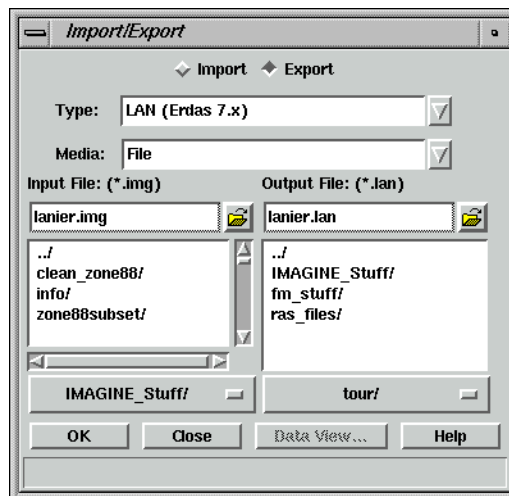 Import/Export
Import Export
Type: LAN (Erdas 7.x)
Media: File
Input File: (*.img) Output File: (*.lan)
lanier.img lanier.lan
../ ../
clean_zone88/ IMAGINE_Stuff/
info/ fm_stuff/
zone88subset/ ras_files/
IMAGINE_Stuff/ tour/
OK Close Data View... Help